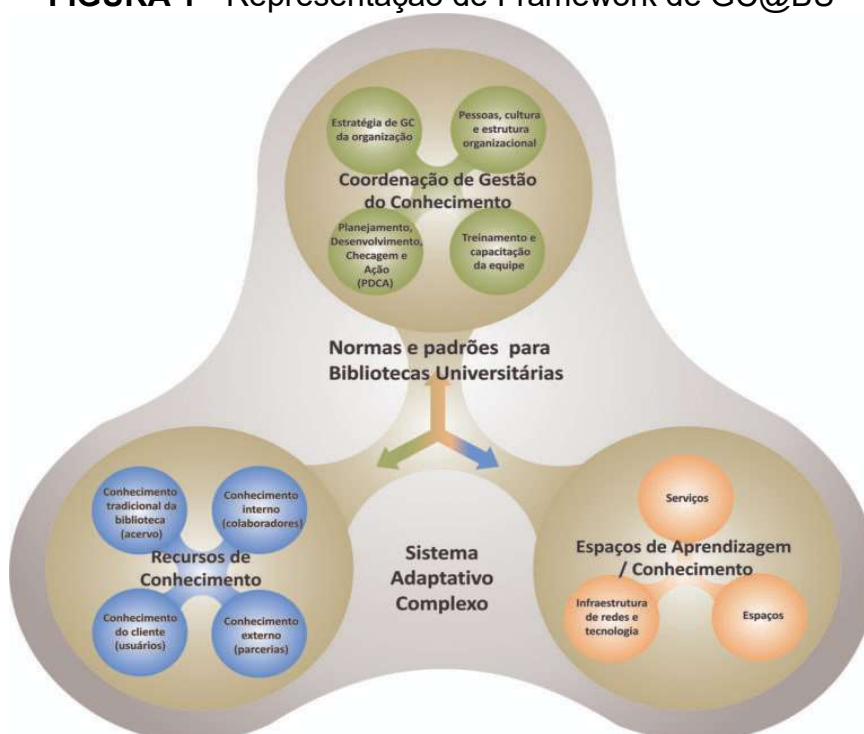 FIGURA 1 - Representação de Framework de GC@BU
Estratégia de GC
da organização
Pessoas, cultura
e estrutura
organizacional
Coordenação de Gestão
do Conhecimento
Planejamento,
Desenvolvimento,
Checagem e
Ação
(PDCA)
Treinamento e
capacitação
da equipe
Normas e padrões para
Bibliotecas Universitárias
Conhecimento
tradicional da
biblioteca
(acervo)
Conhecimento
interno
(colaboradores)
Recursos de
Conhecimento
Conhecimento
do cliente
(usuários)
Conhecimento
externo
(parcerias)
Sistema
Adaptativo
Complexo
Serviços
Espaços de Aprendizagem
/ Conhecimento
Infraestrutura
de redes e
tecnologia
Espaços